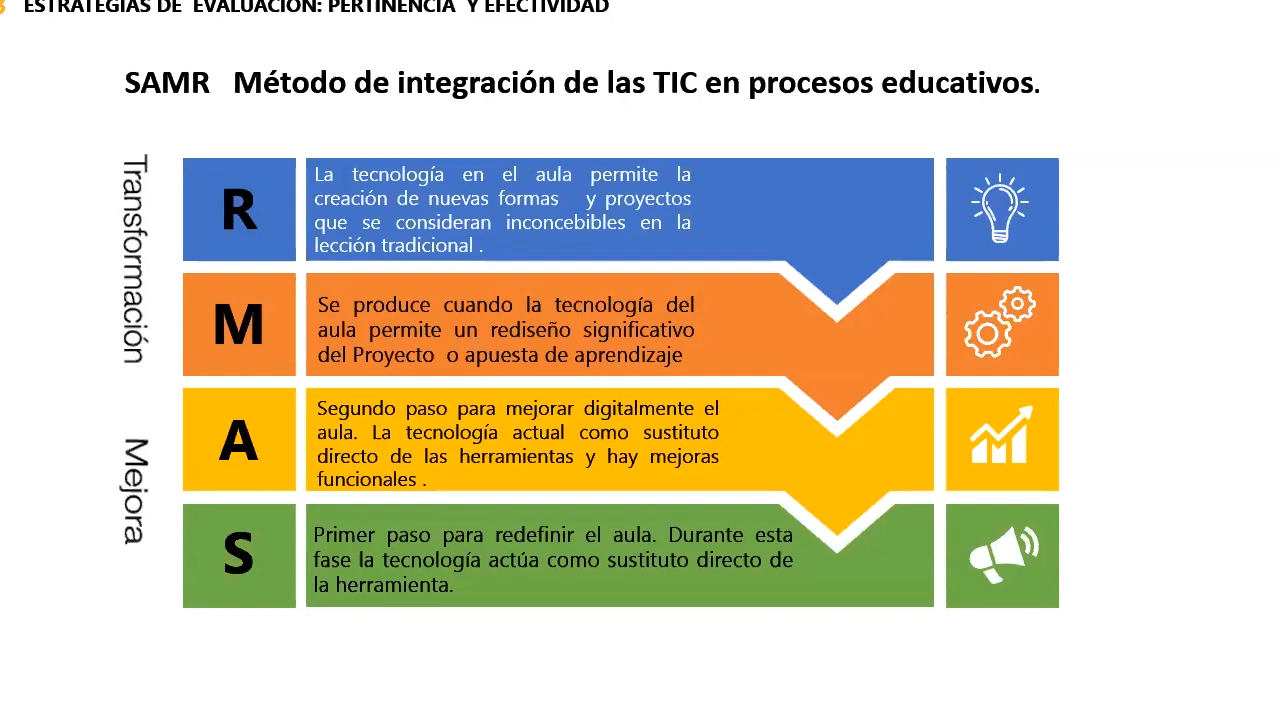 ESTRATEGIAS DE EVALUACIÓN: PERTINENCIA Y EFECTIVIDAD
SAMR Método de integración de las TIC en procesos educativos.
Transformación
R
La tecnología en el aula permite la
creación de nuevas formas y proyectos
que se consideran inconcebibles en la
lección tradicional .
M
Se produce cuando la tecnología del
aula permite un rediseño significativo
del Proyecto o apuesta de aprendizaje
Mejora
A
Segundo paso para mejorar digitalmente el
aula. La tecnología actual como sustituto
directo de las herramientas y hay mejoras
funcionales .
S
Primer paso para redefinir el aula. Durante esta
fase la tecnología actúa como sustituto directo de
la herramienta.